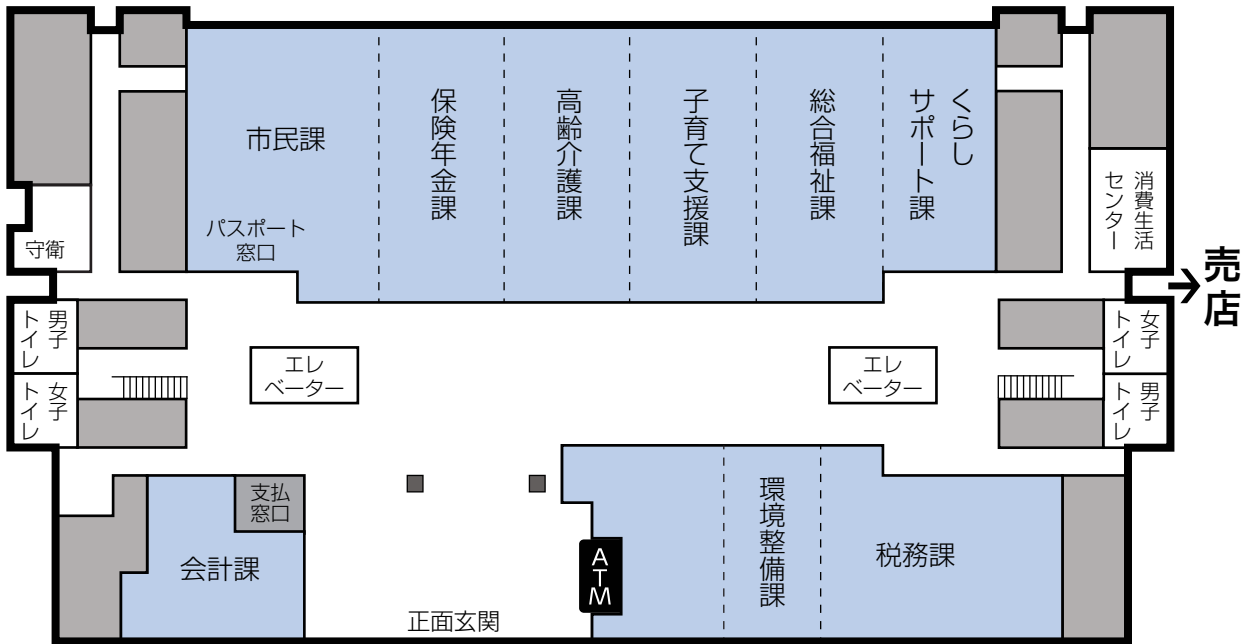 市民課
パスポート
窓口
保険年金課
高齢介護課
子育て支援課
総合福祉課
くらし
サポート課
消費生活
センター
守衛
売店
男子
トイレ
女子
トイレ
エレ
ベーター
エレ
ベーター
女子
トイレ
男子
トイレ
支払
窓口
会計課
正面玄関
ATM
環境整備課
税務課